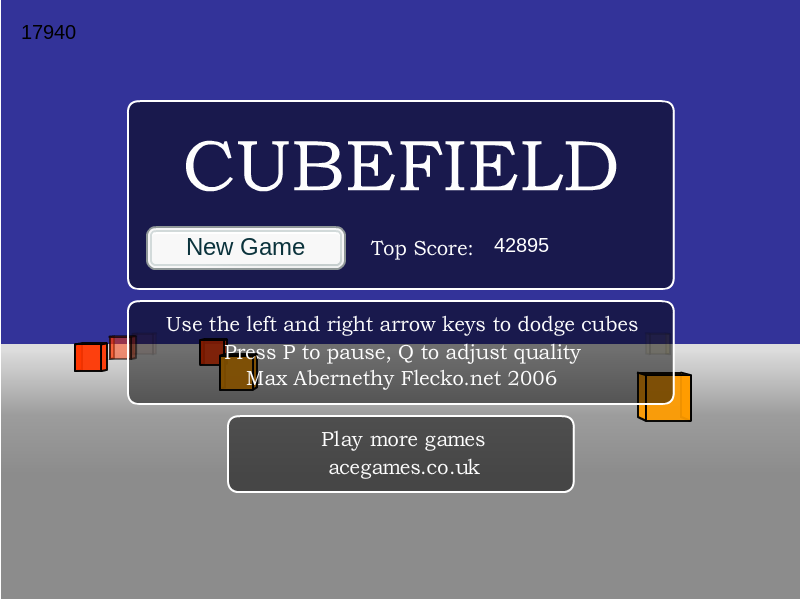 17940
CUBEFIELD
New Game
Top Score: 42895
Use the left and right arrow keys to dodge cubes
Press P to pause, Q to adjust quality
Max Abernethy Flecko.net 2006
Play more games
acegames.co.uk